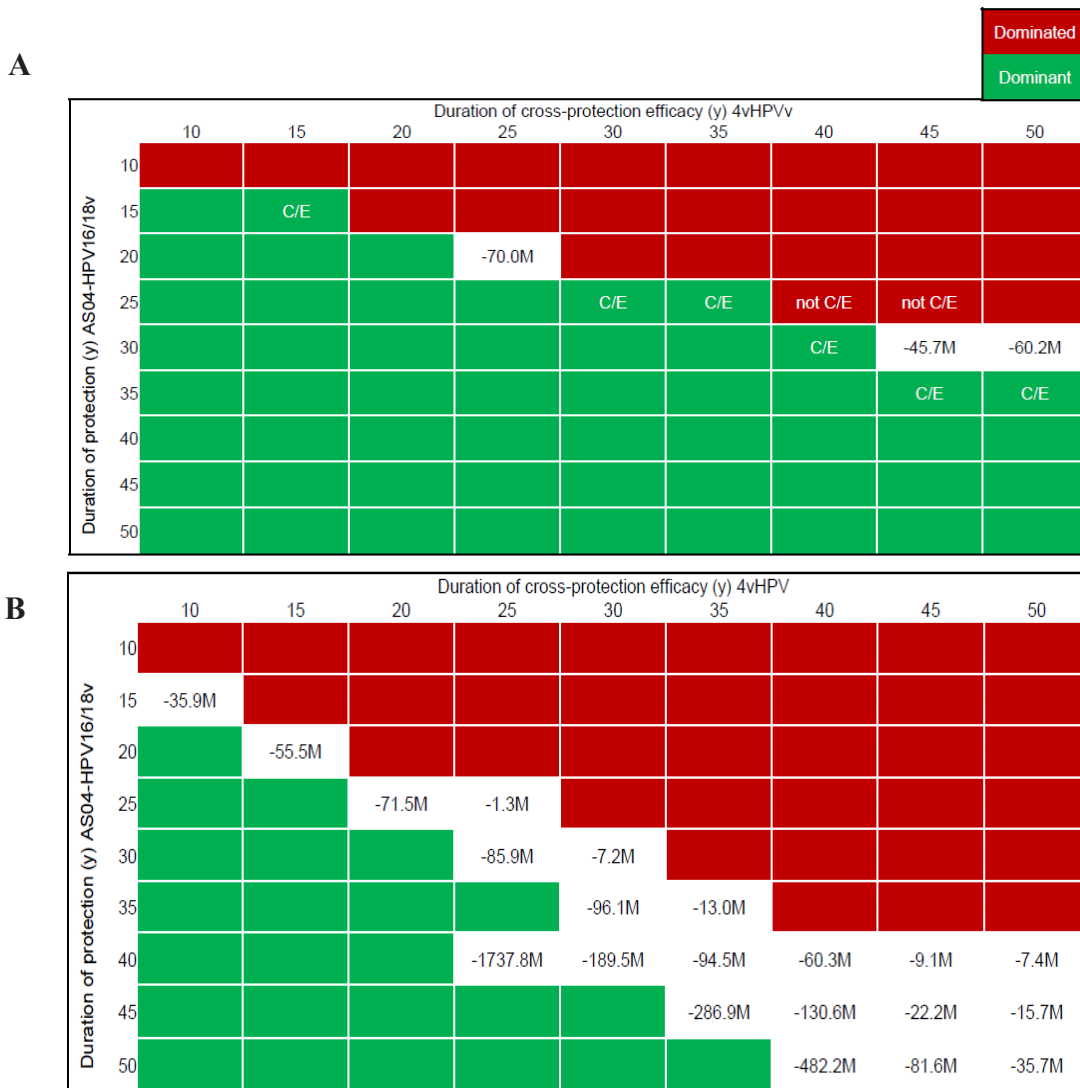 Dominated
Dominant
A
Duration of cross-protection efficacy (y) 4vHPVv
10 15 20 25 30 35 40 45 50
Duration of protection (y) AS04-HPV16/18v
10
15 C/E
20 -70.0M
25 C/E C/E not C/E not C/E
30 C/E -45.7M -60.2M
35 C/E C/E
40
45
50
B
Duration of cross-protection efficacy (y) 4vHPV
10 15 20 25 30 35 40 45 50
Duration of protection (y) AS04-HPV16/18v
10
15 -35.9M
20 -55.5M
25 -71.5M -1.3M
30 -85.9M -7.2M
35 -96.1M -13.0M
40 -1737.8M -189.5M -94.5M -60.3M -9.1M -7.4M
45 -286.9M -130.6M -22.2M -15.7M
50 -482.2M -81.6M -35.7M